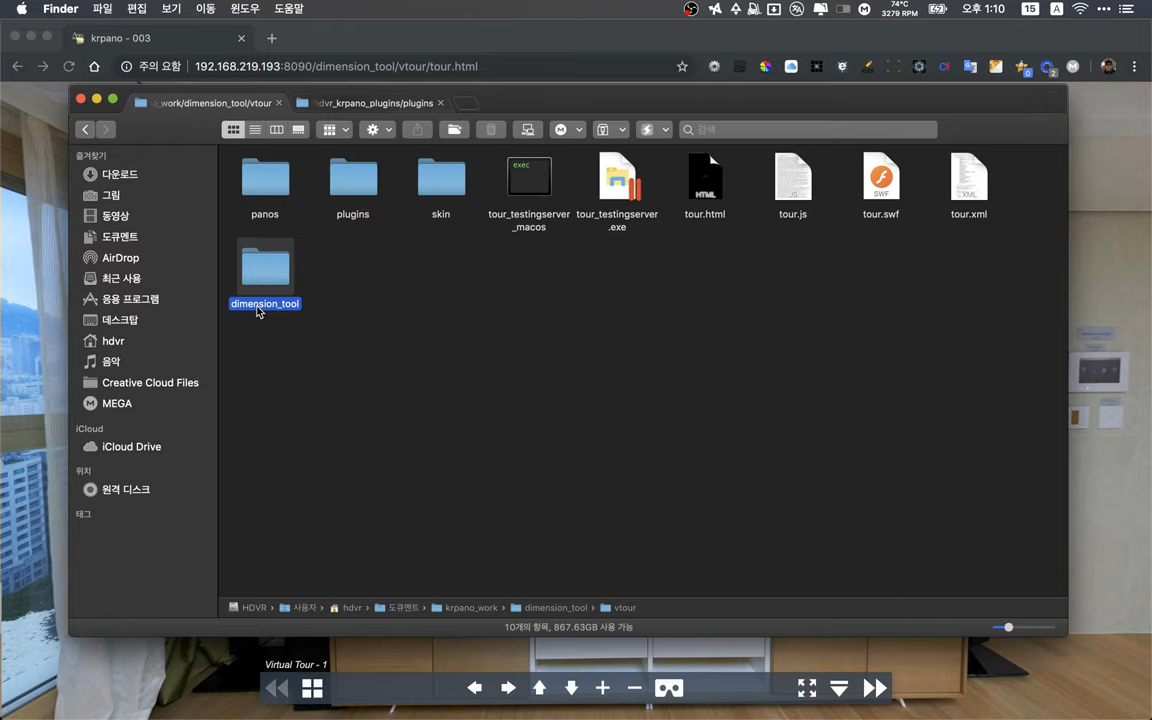 Finder 파일 편집 보기 이동 윈도우 도움말 74°C 3279 RPM 오후 1:10 15 A
krpano - 003
주의 요함 192.168.219.193:8090/dimension_tool/vtour/tour.html
o_work/dimension_tool/vtour
hdvr_krpano_plugins/plugins
검색
즐겨찾기
다운로드
그림
동영상
도큐멘트
AirDrop
최근 사용
응용 프로그램
데스크탑
hdvr
음악
Creative Cloud Files
MEGA
iCloud
iCloud Drive
위치
원격 디스크
태그
panos
plugins
skin
exec
tour_testingserver
_macos
tour_testingserver
.exe
HTML
tour.html
JS
tour.js
SWF
tour.swf
XML
tour.xml
dimension_tool
HDVR › 사용자 › hdvr › 도큐멘트 › krpano_work › dimension_tool › vtour
10개의 항목, 867.63GB 사용 가능
Virtual Tour - 1